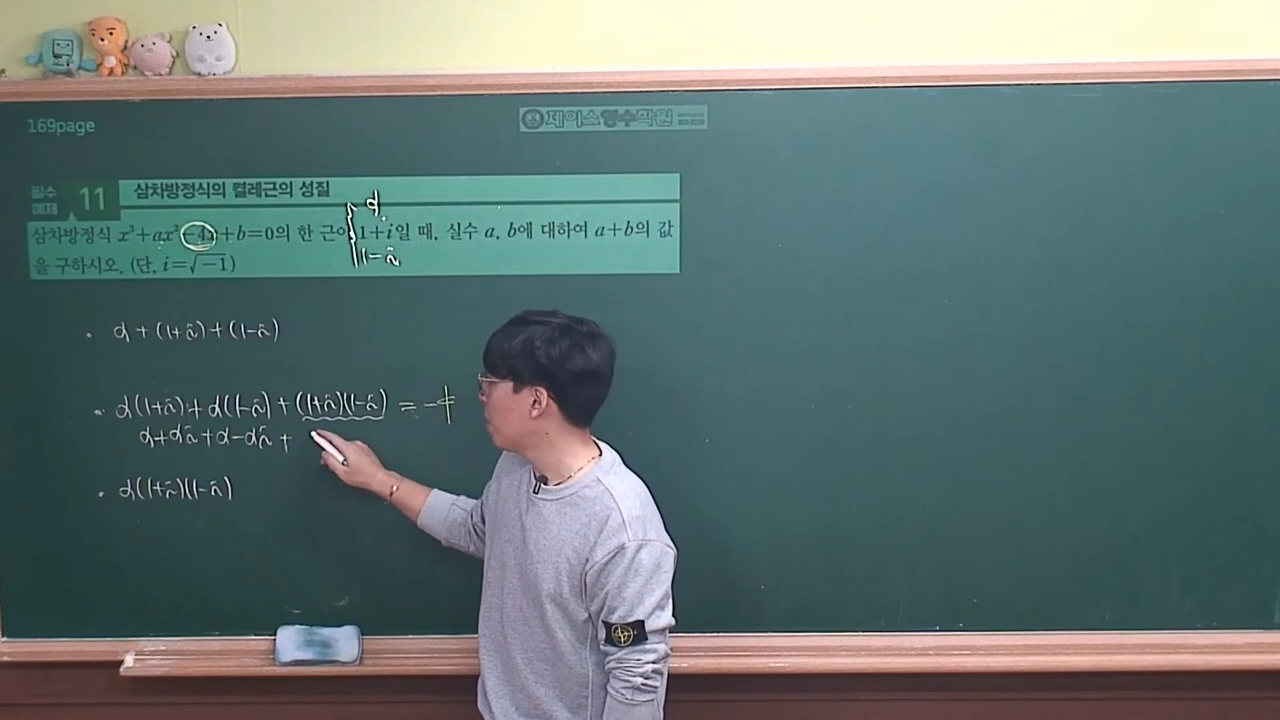 169page
제이스영수학원
필수 예제 11 삼차방정식의 켤레근의 성질
α
삼차방정식 x³+ax²-4x+b=0의 한 근이 1+i일 때, 실수 a, b에 대하여 a+b의 값
1-i
을 구하시오. (단, i=√-1)
α+(1+i)+(1-i)
α(1+i)+α(1-i)+(1+i)(1-i)=-4
α+αi+α-αi+
α(1+i)(1-i)